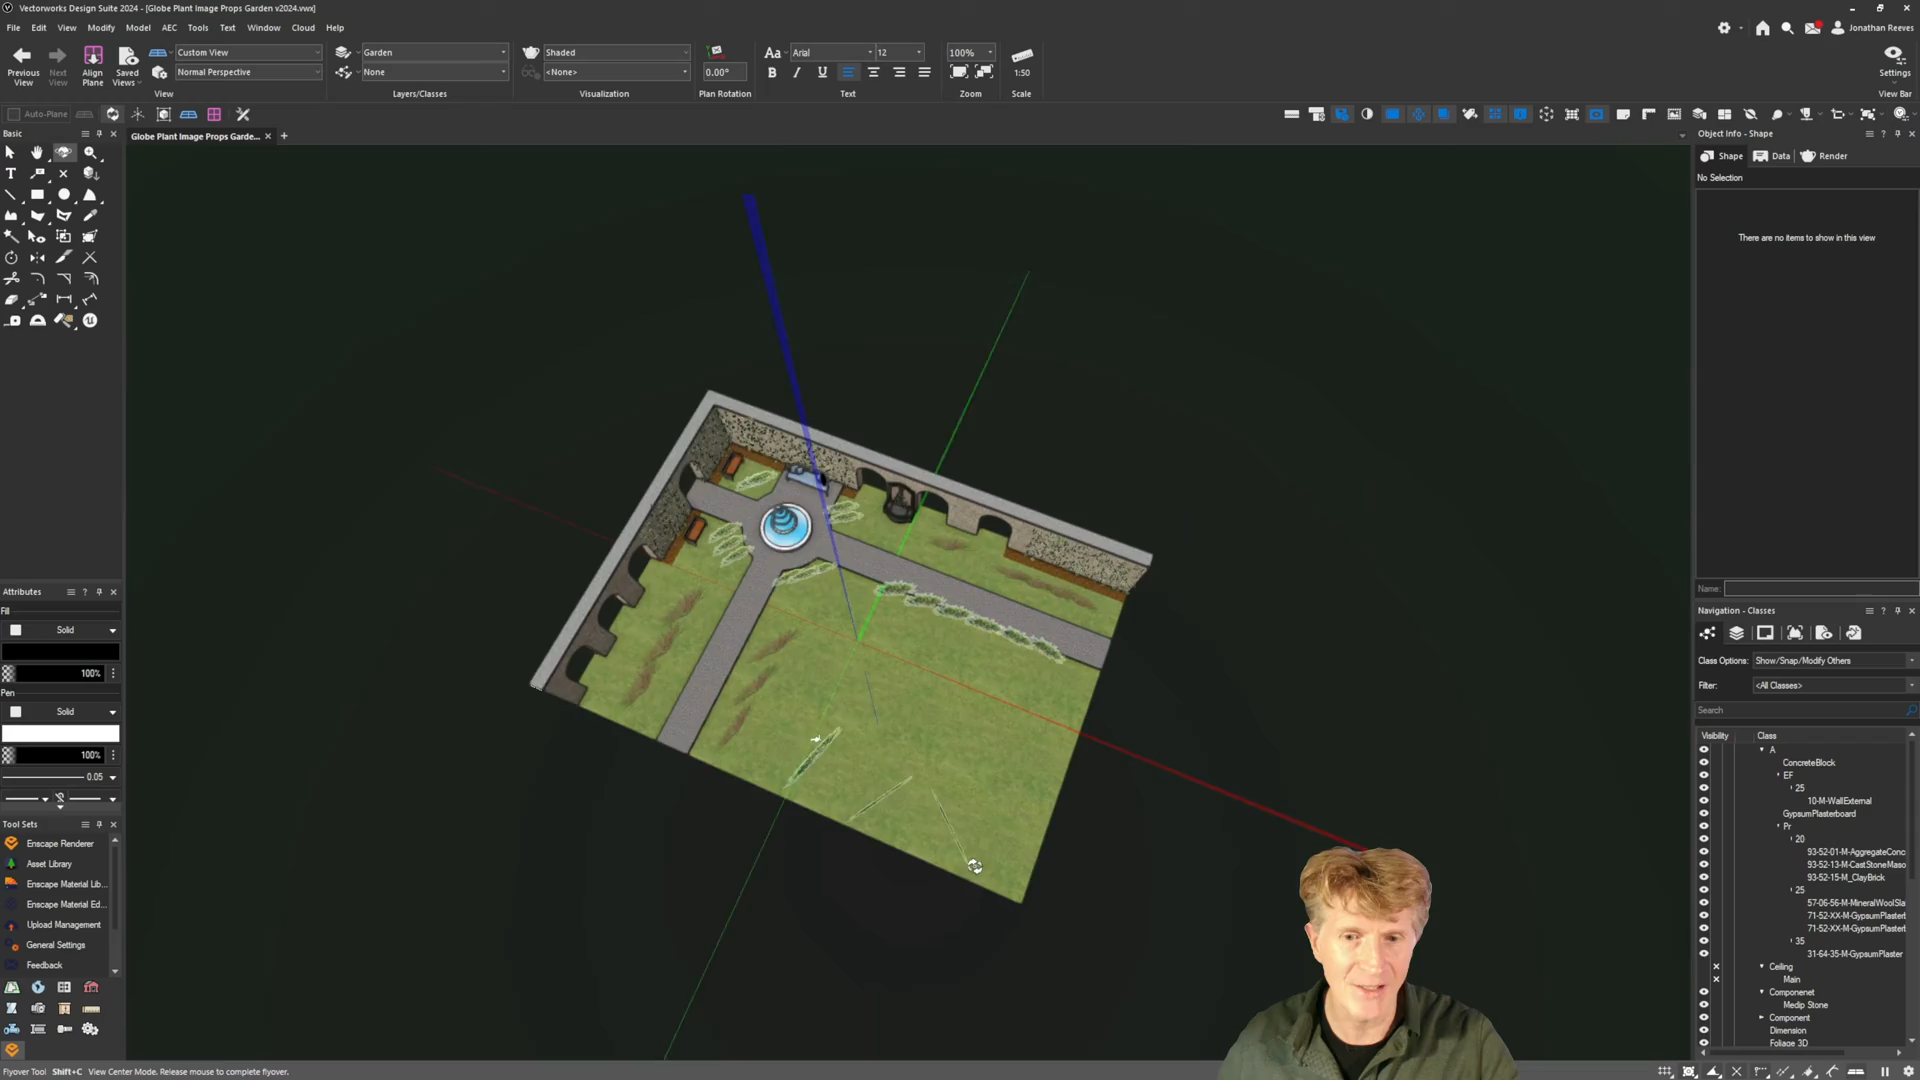 Vectorworks Design Suite 2024 - [Globe Plant Image Props Garden v2024.vwx]
File Edit View Modify Model AEC Tools Text Window Cloud Help
Jonathan Reeves
Previous View
Next View
Align Plane
Saved Views
Custom View
Normal Perspective
View
Garden
None
Layers/Classes
Shaded
<None>
Visualization
0.00°
Plan Rotation
Aa Arial 12
B I U
Text
100%
Zoom
1:50
Scale
Settings
View Bar
Auto-Plane
Basic
Globe Plant Image Props Garde...
Object Info - Shape
Shape Data Render
No Selection
There are no items to show in this view
Name:
Attributes
Fill
Solid
100%
Pen
Solid
100%
0.05
Tool Sets
Enscape Renderer
Asset Library
Enscape Material Lib...
Enscape Material Ed...
Upload Management
General Settings
Feedback
Navigation - Classes
Class Options: Show/Snap/Modify Others
Filter: <All Classes>
Search
Visibility Class
A
ConcreteBlock
EF
25
10-M-WallExternal
GypsumPlasterboard
Pr
20
93-52-01-M-AggregateConc
93-52-13-M-CastStoneMaso
93-52-15-M_ClayBrick
25
57-06-56-M-MineralWoolSla
71-52-XX-M-GypsumPlasterb
71-52-XX-M-GypsumPlasterb
35
31-64-35-M-GypsumPlaster
Ceiling
Main
Componenet
Medip Stone
Component
Dimension
Foliage 3D
Flyover Tool Shift+C View Center Mode. Release mouse to complete flyover.